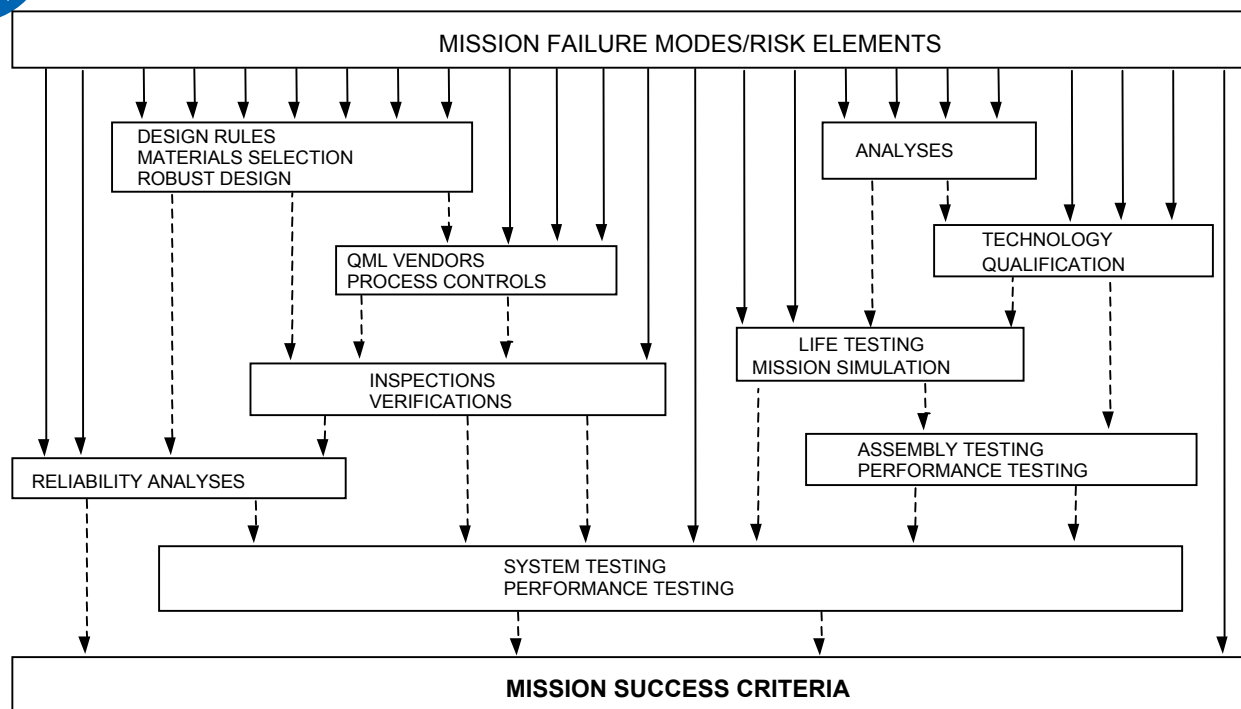 MISSION FAILURE MODES/RISK ELEMENTS
DESIGN RULES
MATERIALS SELECTION
ROBUST DESIGN
ANALYSES
TECHNOLOGY
QUALIFICATION
QML VENDORS
PROCESS CONTROLS
LIFE TESTING
MISSION SIMULATION
INSPECTIONS
VERIFICATIONS
ASSEMBLY TESTING
PERFORMANCE TESTING
RELIABILITY ANALYSES
SYSTEM TESTING
PERFORMANCE TESTING
MISSION SUCCESS CRITERIA